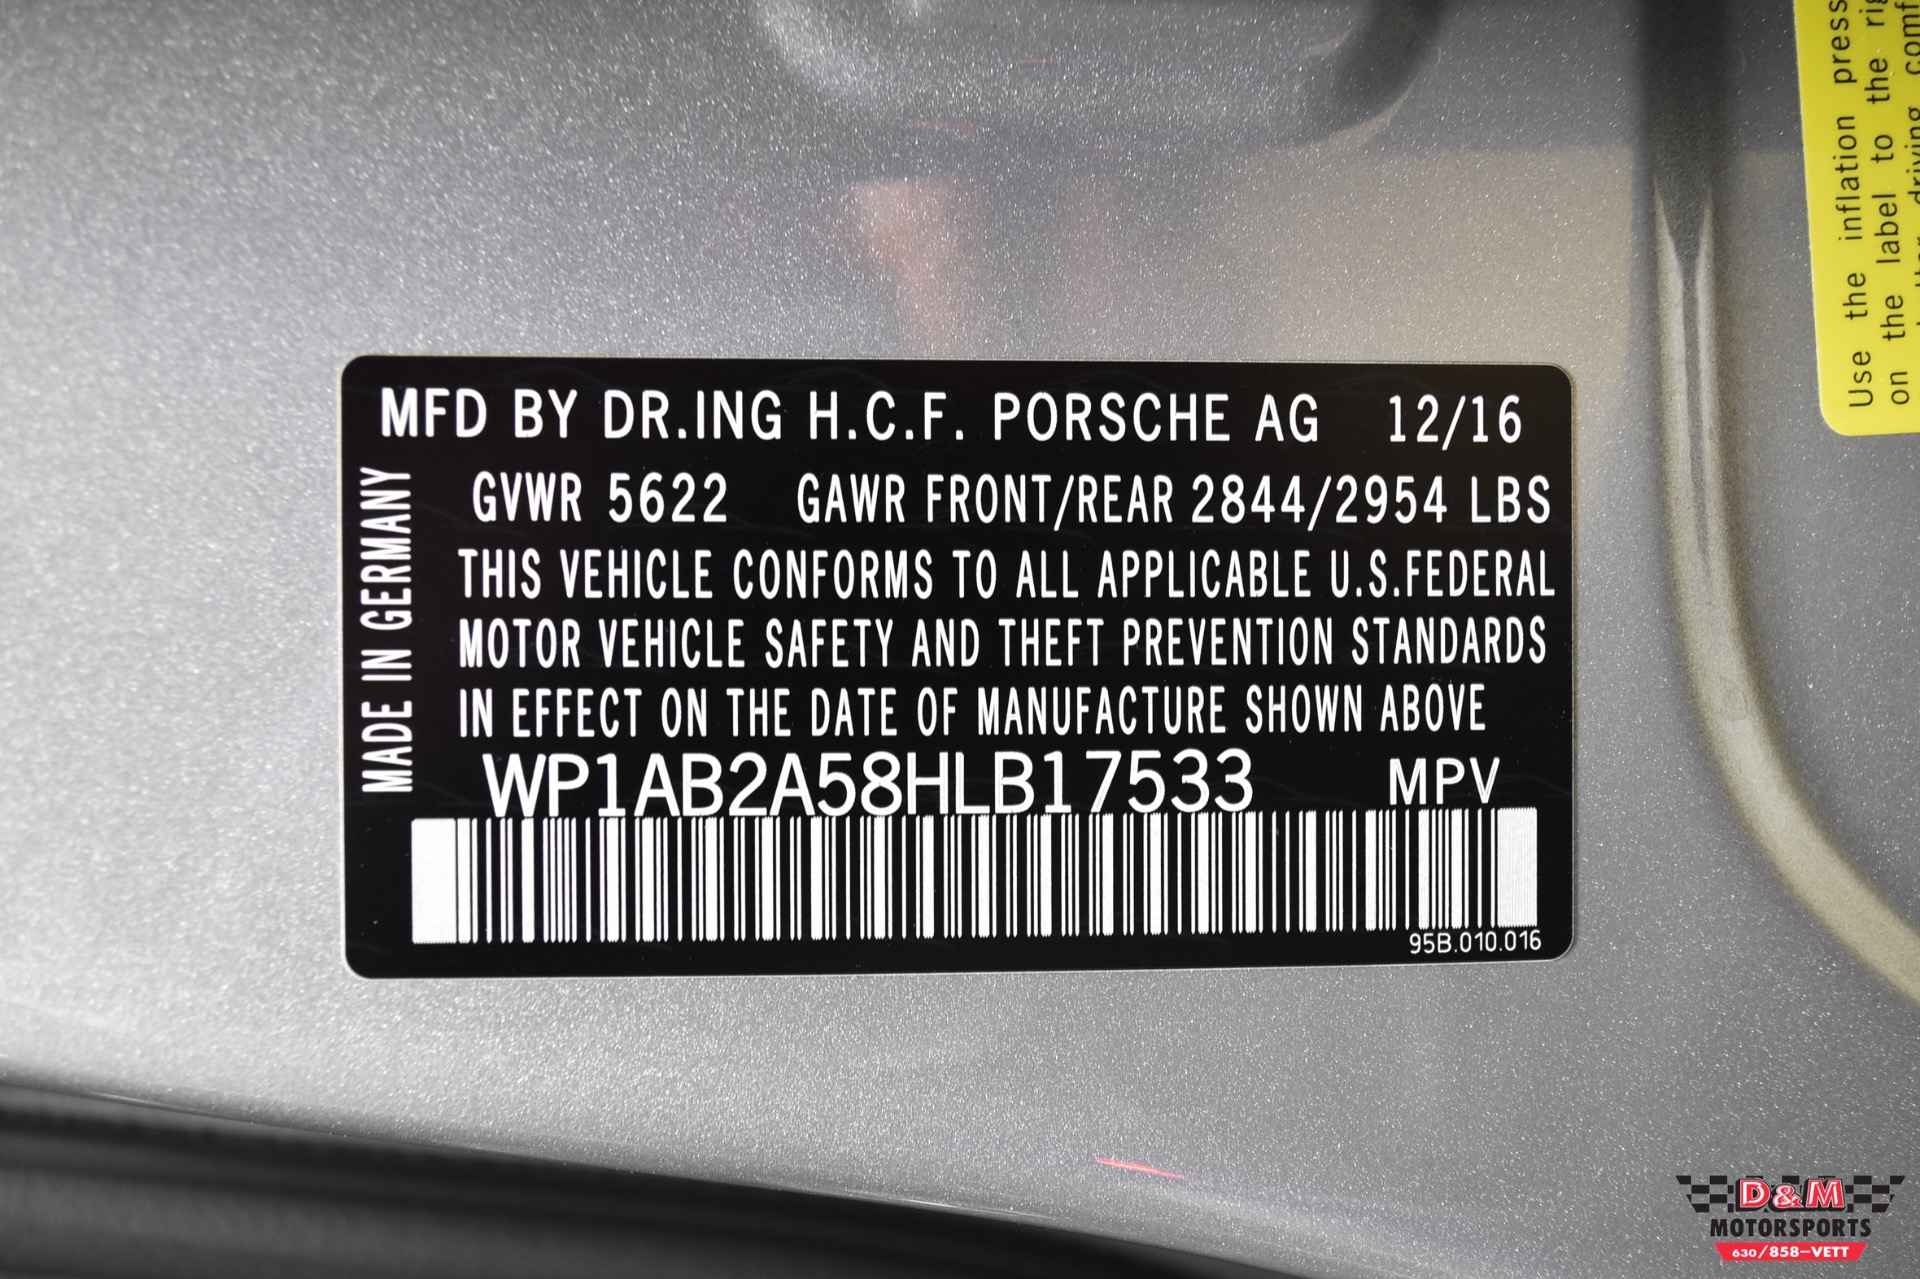 MFD BY DR.ING H.C.F. PORSCHE AG 12/16
GVWR 5622 GAWR FRONT/REAR 2844/2954 LBS
THIS VEHICLE CONFORMS TO ALL APPLICABLE U.S.FEDERAL
MOTOR VEHICLE SAFETY AND THEFT PREVENTION STANDARDS
IN EFFECT ON THE DATE OF MANUFACTURE SHOWN ABOVE
WP1AB2A58HLB17533 MPV
95B.010.016
MADE IN GERMANY
Use the inflation press
on the label to the
driving
D&M
MOTORSPORTS
630/858-VETT